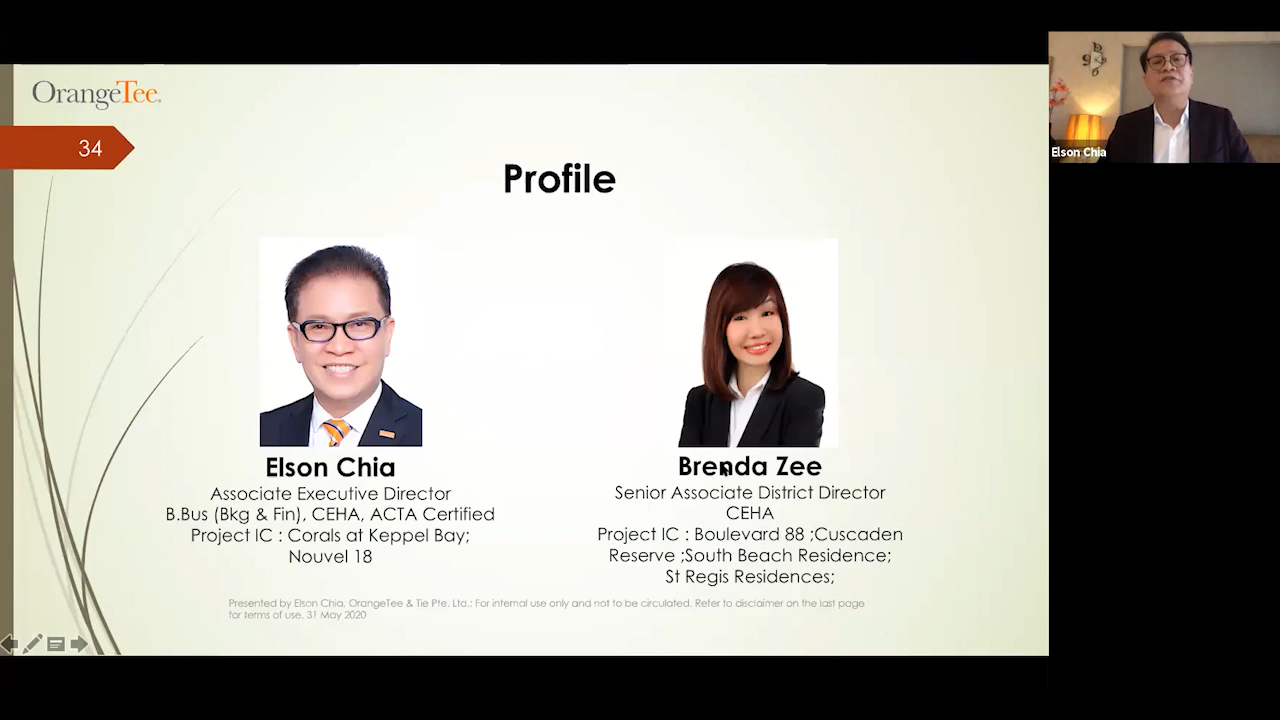 OrangeTee
34
Profile
Elson Chia
Elson Chia
Associate Executive Director
B.Bus (Bkg & Fin), CEHA, ACTA Certified
Project IC : Corals at Keppel Bay;
Nouvel 18
Brenda Zee
Senior Associate District Director
CEHA
Project IC : Boulevard 88 ;Cuscaden
Reserve ;South Beach Residence;
St Regis Residences;
Presented by Elson Chia, OrangeTee & Tie Pte. Ltd.; For internal use only and not to be circulated. Refer to disclaimer on the last page
for terms of use. 31 May 2020